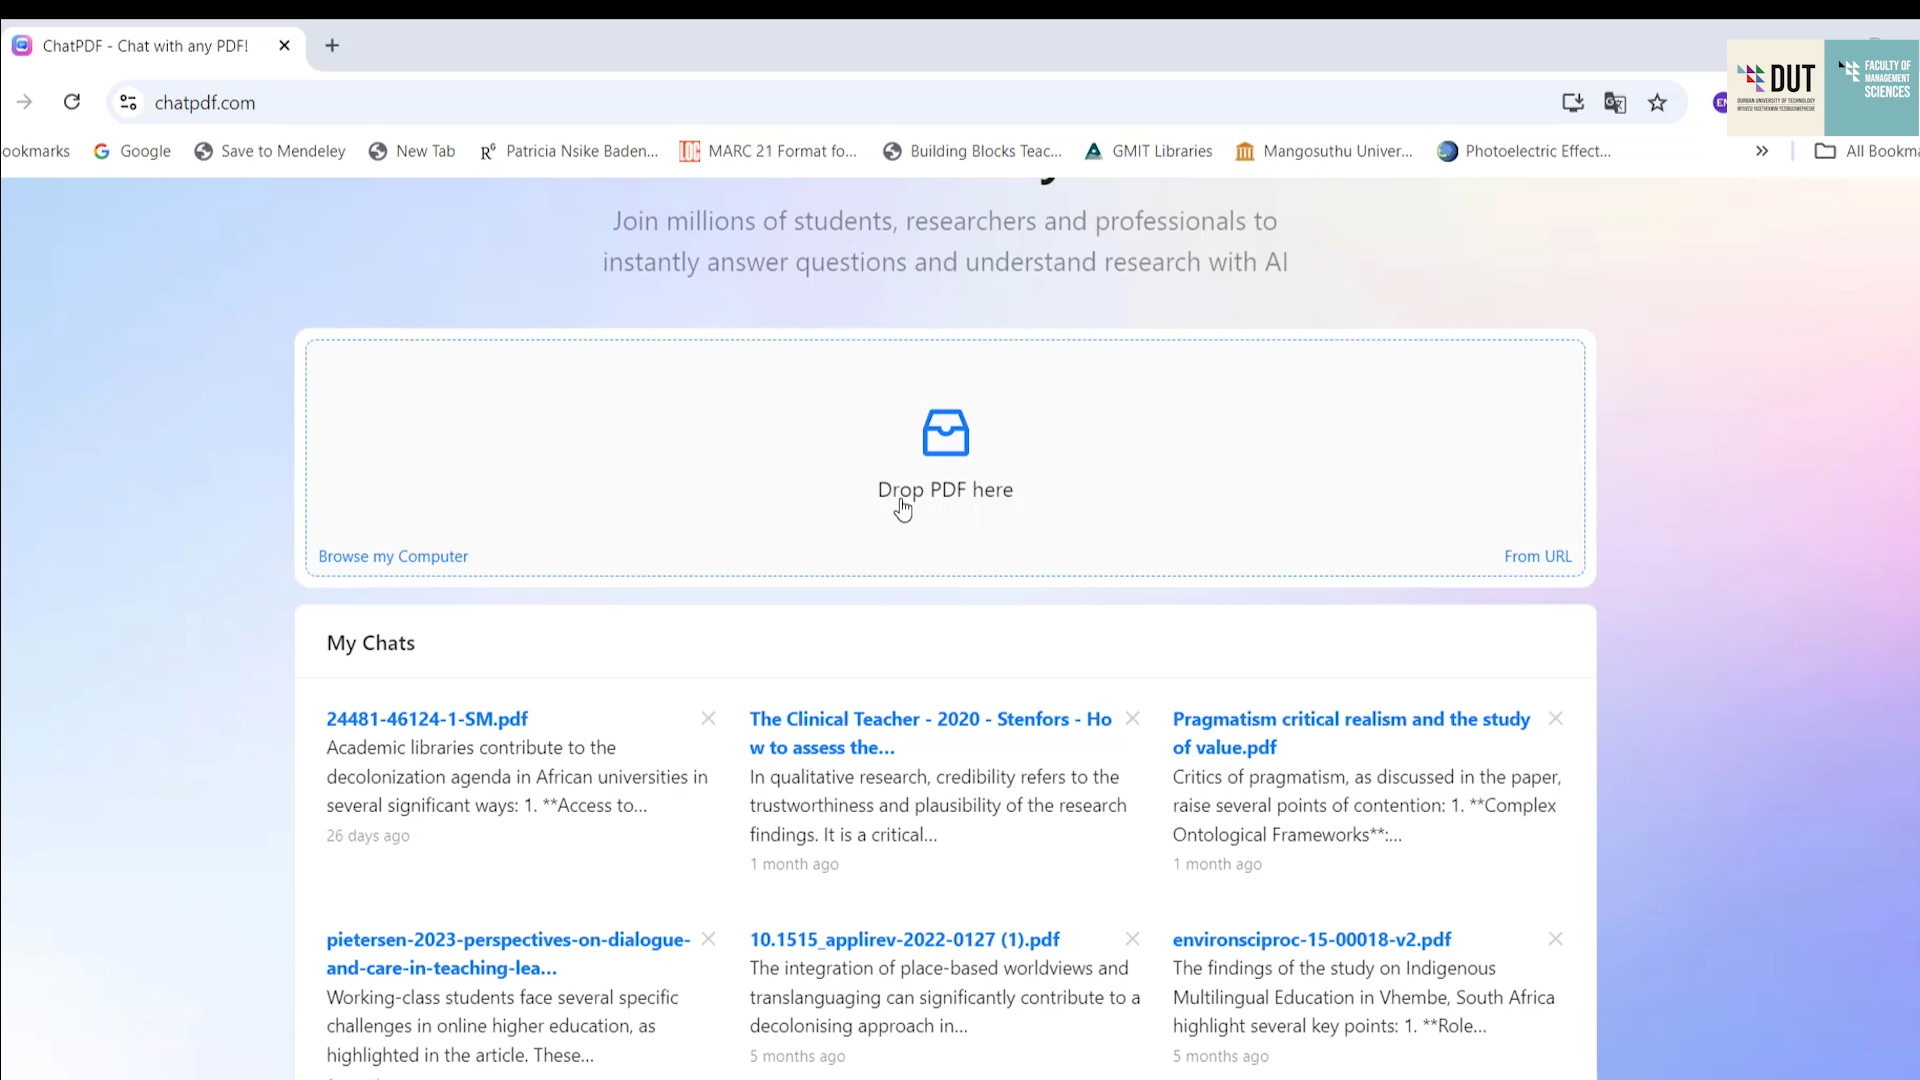 ChatPDF - Chat with any PDF!
DUT
DURBAN UNIVERSITY OF TECHNOLOGY
FACULTY OF
MANAGEMENT
SCIENCES
chatpdf.com
ookmarks Google Save to Mendeley New Tab Patricia Nsike Baden... MARC 21 Format fo... Building Blocks Teac... GMIT Libraries Mangosuthu Univer... Photoelectric Effect... » All Bookma
Join millions of students, researchers and professionals to
instantly answer questions and understand research with AI
Drop PDF here
Browse my Computer From URL
My Chats
24481-46124-1-SM.pdf
Academic libraries contribute to the
decolonization agenda in African universities in
several significant ways: 1. **Access to...
26 days ago
The Clinical Teacher - 2020 - Stenfors - Ho
w to assess the...
In qualitative research, credibility refers to the
trustworthiness and plausibility of the research
findings. It is a critical...
1 month ago
Pragmatism critical realism and the study
of value.pdf
Critics of pragmatism, as discussed in the paper,
raise several points of contention: 1. **Complex
Ontological Frameworks**:...
1 month ago
pietersen-2023-perspectives-on-dialogue-
and-care-in-teaching-lea...
Working-class students face several specific
challenges in online higher education, as
highlighted in the article. These...
10.1515_applirev-2022-0127 (1).pdf
The integration of place-based worldviews and
translanguaging can significantly contribute to a
decolonising approach in...
5 months ago
environsciproc-15-00018-v2.pdf
The findings of the study on Indigenous
Multilingual Education in Vhembe, South Africa
highlight several key points: 1. **Role...
5 months ago